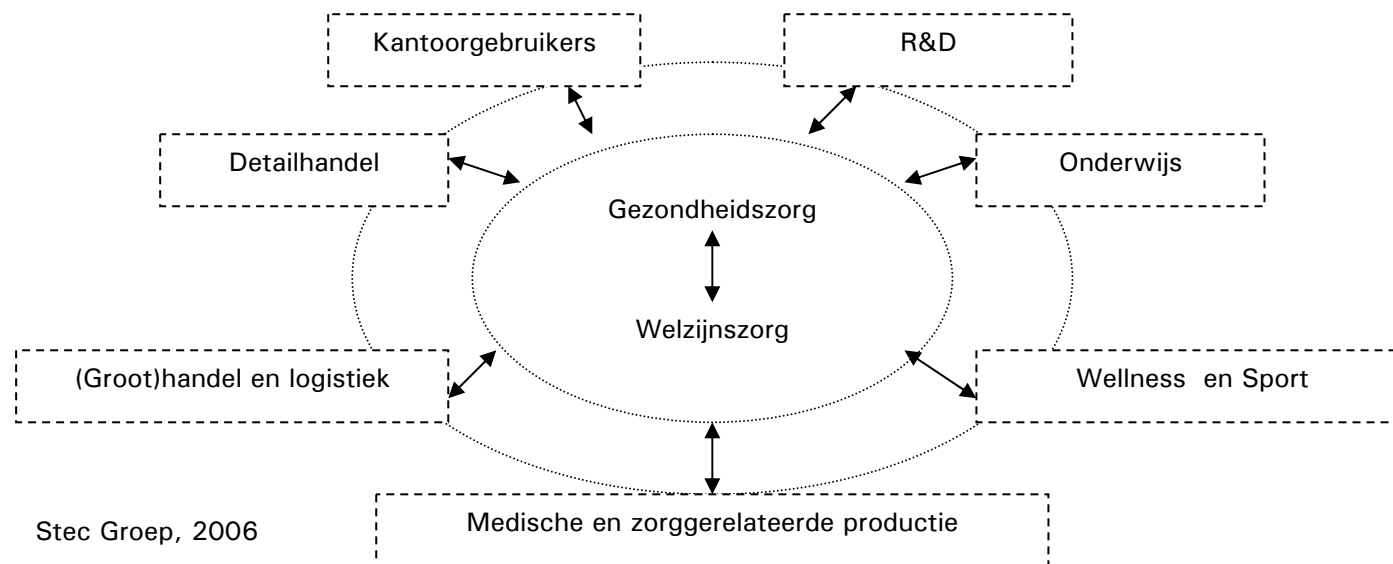 Kantoorgebruikers
R&D
Detailhandel
Onderwijs
Gezondheidszorg
Welzijnszorg
(Groot)handel en logistiek
Wellness en Sport
Medische en zorggerelateerde productie
Stec Groep, 2006